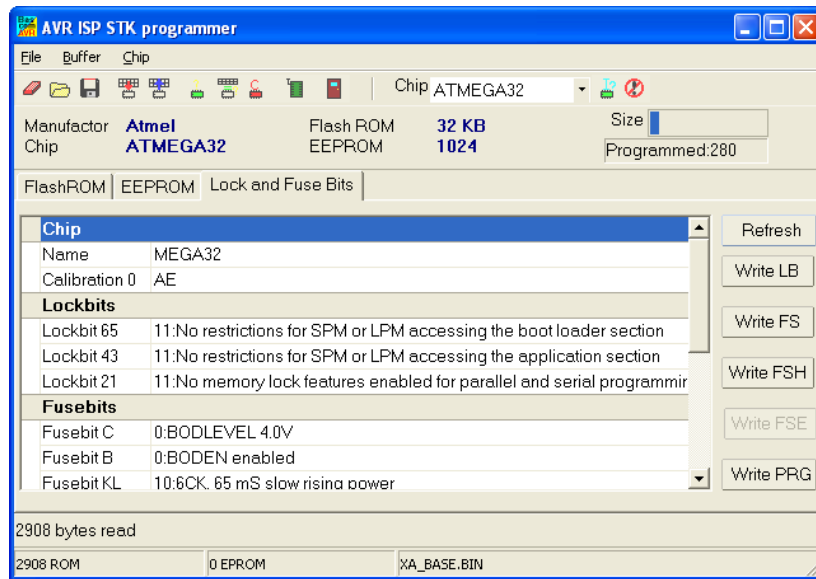 AVR ISP STK programmer
File Buffer Chip
Chip ATMEGA32
Manufactor Atmel Flash ROM 32 KB Size
Chip ATMEGA32 EEPROM 1024 Programmed:280
FlashROM EEPROM Lock and Fuse Bits
Chip
Refresh
Name MEGA32
Calibration 0 AE
Write LB
Lockbits
Lockbit 65 11:No restrictions for SPM or LPM accessing the boot loader section
Write FS
Lockbit 43 11:No restrictions for SPM or LPM accessing the application section
Lockbit 21 11:No memory lock features enabled for parallel and serial programmin
Write FSH
Fusebits
Fusebit C 0:BODLEVEL 4.0V
Write FSE
Fusebit B 0:BODEN enabled
Fusebit KL 10:6CK. 65 mS slow rising power
Write PRG
2908 bytes read
2908 ROM 0 EPROM XA_BASE.BIN